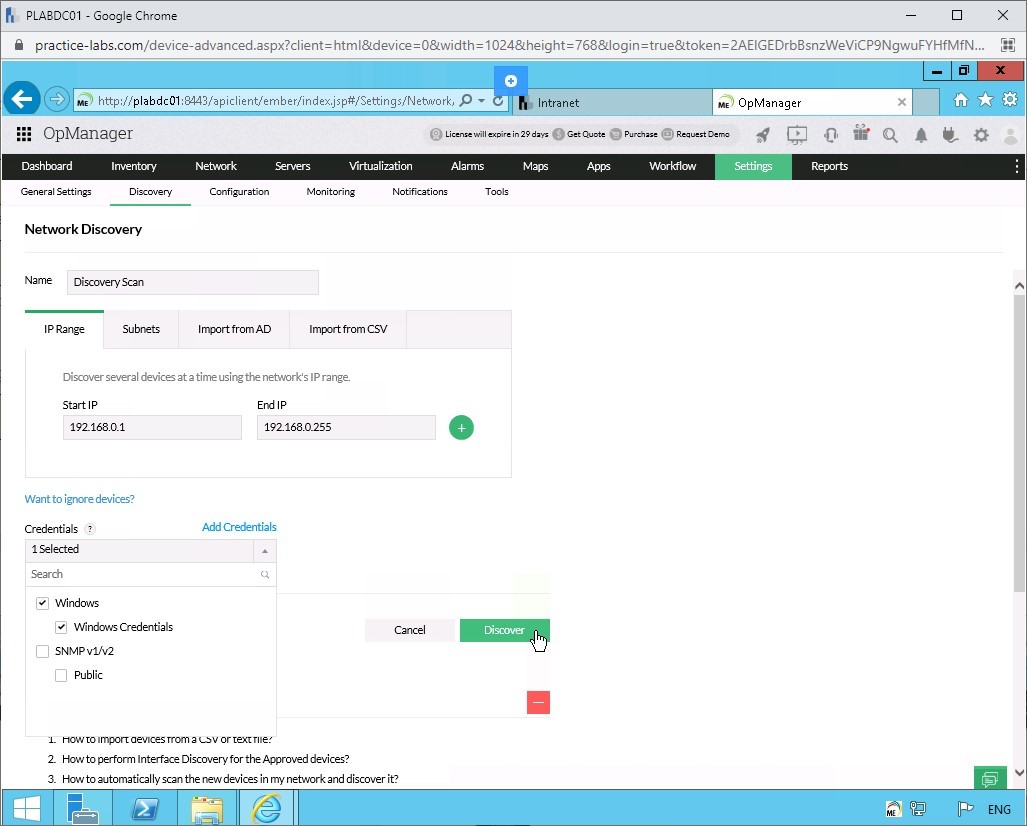 PLABDC01 - Google Chrome
practice-labs.com/device-advanced.aspx?client=html&device=0&width=1024&height=768&login=true&token=2AEIGEDrbBsnzWeViCP9NgwuFYHfMfN...
ME http://plabdc01:8443/apiclient/ember/index.jsp#/Settings/Network,
Intranet
ME OpManager
OpManager
License will expire in 29 days Get Quote Purchase Request Demo
Dashboard Inventory Network Servers Virtualization Alarms Maps Apps Workflow Settings Reports
General Settings Discovery Configuration Monitoring Notifications Tools
Network Discovery
Name Discovery Scan
IP Range Subnets Import from AD Import from CSV
Discover several devices at a time using the network's IP range.
Start IP End IP
192.168.0.1 192.168.0.255
Want to ignore devices?
Credentials ? Add Credentials
1 Selected
Search
Windows
Windows Credentials
Cancel Discover
SNMP v1/v2
Public
1. How to import devices from a CSV or text file?
2. How to perform Interface Discovery for the Approved devices?
3. How to automatically scan the new devices in my network and discover it?
ME ENG